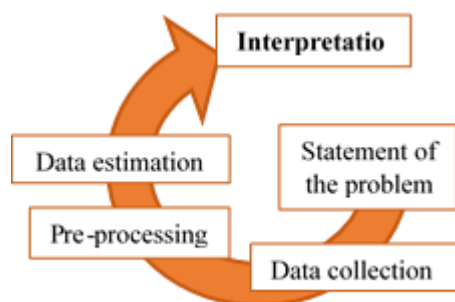 Interpretatio
Data estimation
Statement of
the problem
Pre-processing
Data collection